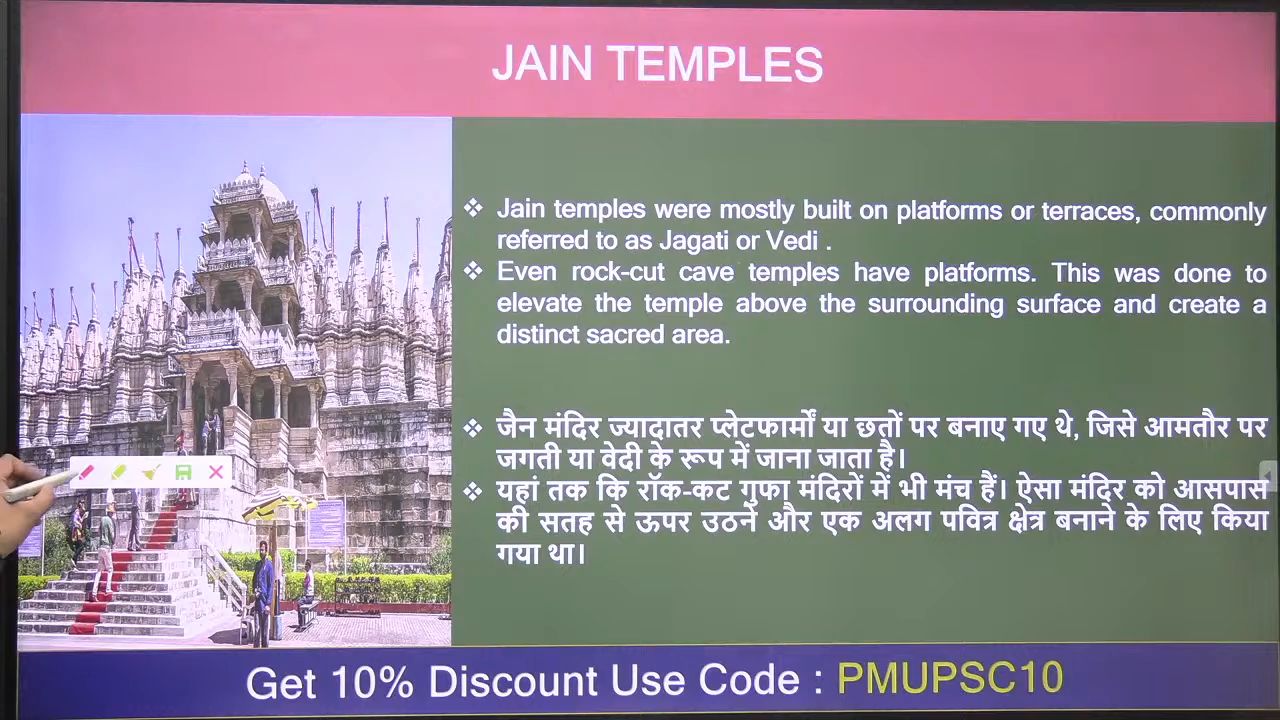 JAIN TEMPLES
❖ Jain temples were mostly built on platforms or terraces, commonly
referred to as Jagati or Vedi .
❖ Even rock-cut cave temples have platforms. This was done to
elevate the temple above the surrounding surface and create a
distinct sacred area.
❖ जैन मंदिर ज्यादातर प्लेटफार्मों या छतों पर बनाए गए थे, जिसे आमतौर पर
जगती या वेदी के रूप में जाना जाता है।
❖ यहां तक कि रॉक-कट गुफा मंदिरों में भी मंच हैं। ऐसा मंदिर को आसपास
की सतह से ऊपर उठने और एक अलग पवित्र क्षेत्र बनाने के लिए किया
गया था।
Get 10% Discount Use Code : PMUPSC10